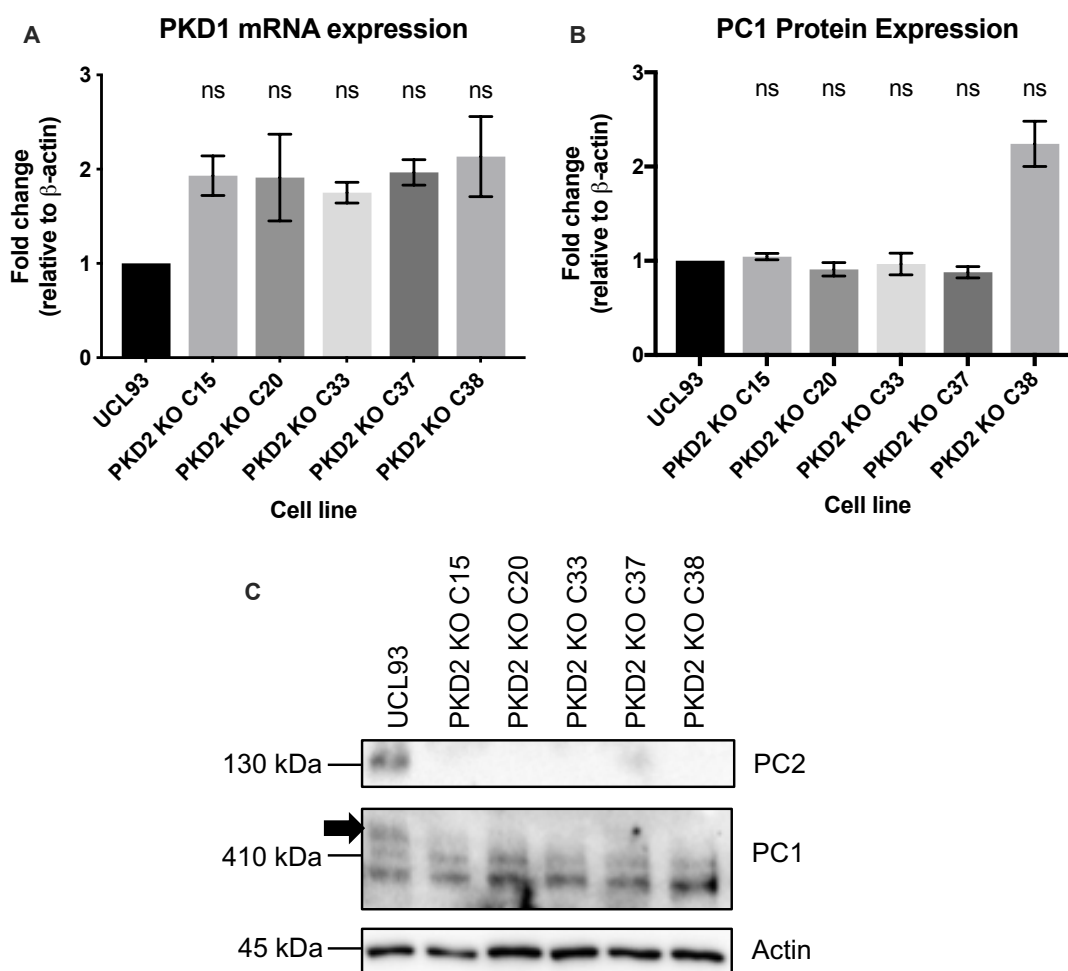 A
PKD1 mRNA expression
Fold change
(relative to β-actin)
3
2
1
0
ns ns ns ns ns
UCL93
PKD2 KO C15
PKD2 KO C20
PKD2 KO C33
PKD2 KO C37
PKD2 KO C38
Cell line
B
PC1 Protein Expression
Fold change
(relative to β-actin)
3
2
1
0
ns ns ns ns ns
UCL93
PKD2 KO C15
PKD2 KO C20
PKD2 KO C33
PKD2 KO C37
PKD2 KO C38
Cell line
C
UCL93
PKD2 KO C15
PKD2 KO C20
PKD2 KO C33
PKD2 KO C37
PKD2 KO C38
130 kDa
PC2
410 kDa
PC1
45 kDa
Actin